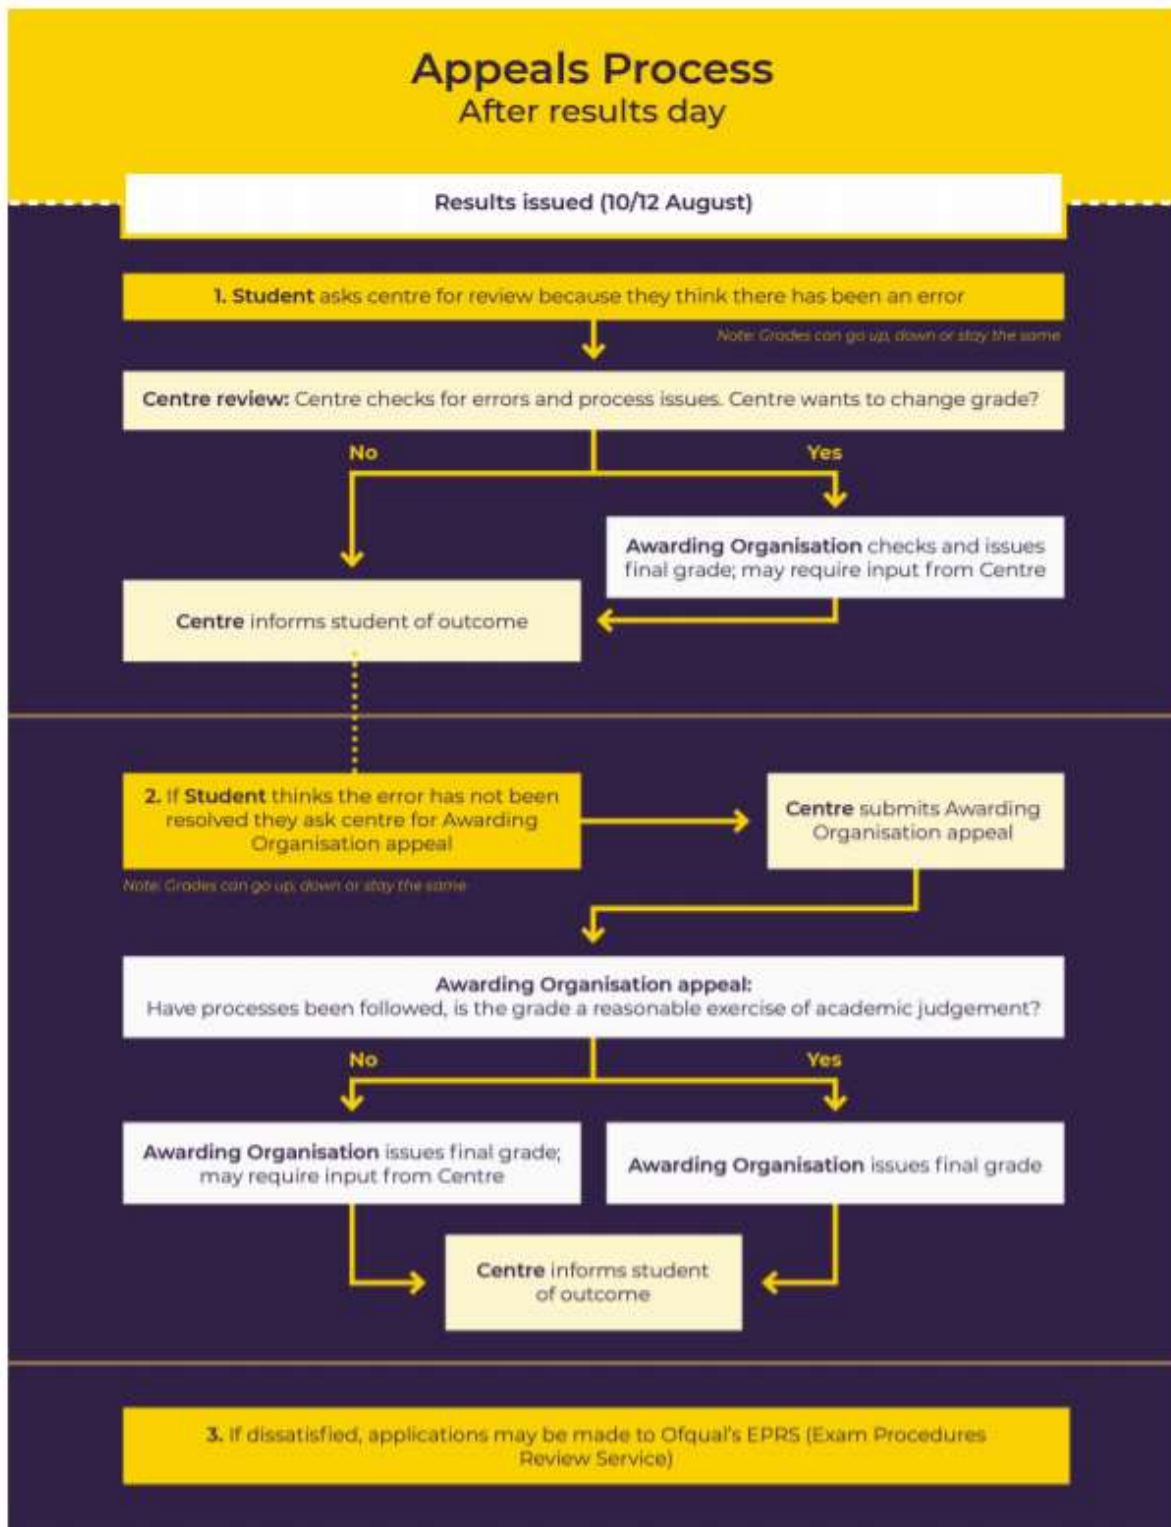 Appeals Process
After results day
Results issued (10/12 August)
1. Student asks centre for review because they think there has been an error
Note: Grades can go up, down or stay the same
Centre review: Centre checks for errors and process issues. Centre wants to change grade?
No
Yes
Awarding Organisation checks and issues
final grade; may require input from Centre
Centre informs student of outcome
2. If Student thinks the error has not been
resolved they ask centre for Awarding
Organisation appeal
Centre submits Awarding
Organisation appeal
Note: Grades can go up, down or stay the same
Awarding Organisation appeal:
Have processes been followed, is the grade a reasonable exercise of academic judgement?
No
Yes
Awarding Organisation issues final grade;
may require input from Centre
Awarding Organisation issues final grade
Centre informs student
of outcome
3. If dissatisfied, applications may be made to Ofqual's EPRS (Exam Procedures
Review Service)